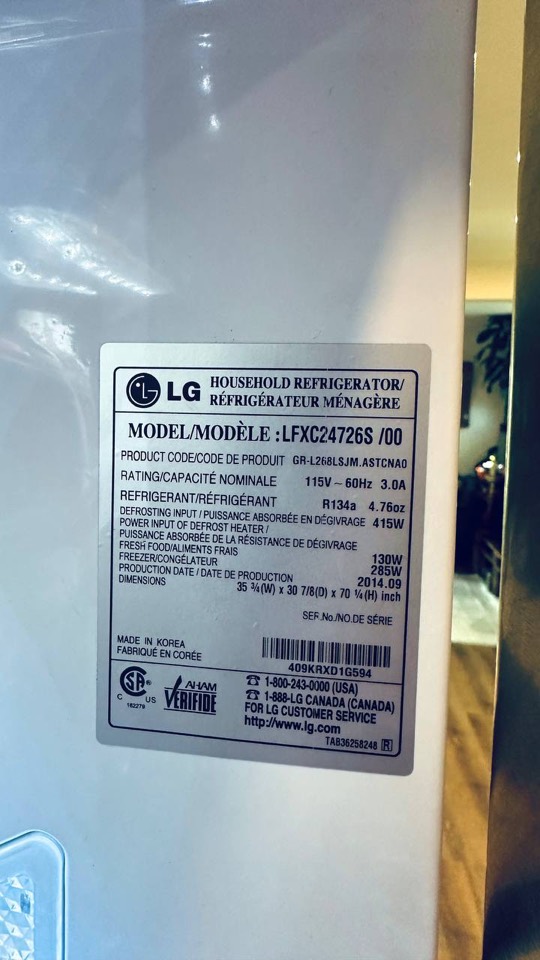 LG HOUSEHOLD REFRIGERATOR/
RÉFRIGÉRATEUR MÉNAGÈRE
MODEL/MODÈLE : LFXC24726S /00
PRODUCT CODE/CODE DE PRODUIT GR-L268LSJM.ASTCNA0
RATING/CAPACITÉ NOMINALE 115V ~ 60Hz 3.0A
REFRIGERANT/RÉFRIGÉRANT R134a 4.76oz
DEFROSTING INPUT / PUISSANCE ABSORBÉE EN DÉGIVRAGE 415W
POWER INPUT OF DEFROST HEATER /
PUISSANCE ABSORBÉE DE LA RÉSISTANCE DE DÉGIVRAGE
FRESH FOOD/ALIMENTS FRAIS 130W
FREEZER/CONGÉLATEUR 285W
PRODUCTION DATE / DATE DE PRODUCTION 2014.09
DIMENSIONS 35 3/4(W) x 30 7/8(D) x 70 1/4(H) inch
SER.No./NO.DE SÉRIE
MADE IN KOREA
FABRIQUÉ EN CORÉE
409KRXD1G594
SA ®
C US
182279
AHAM
VERIFIDE
☎ 1-800-243-0000 (USA)
☎ 1-888-LG CANADA (CANADA)
FOR LG CUSTOMER SERVICE
http://www.lg.com
TAB36258248 R